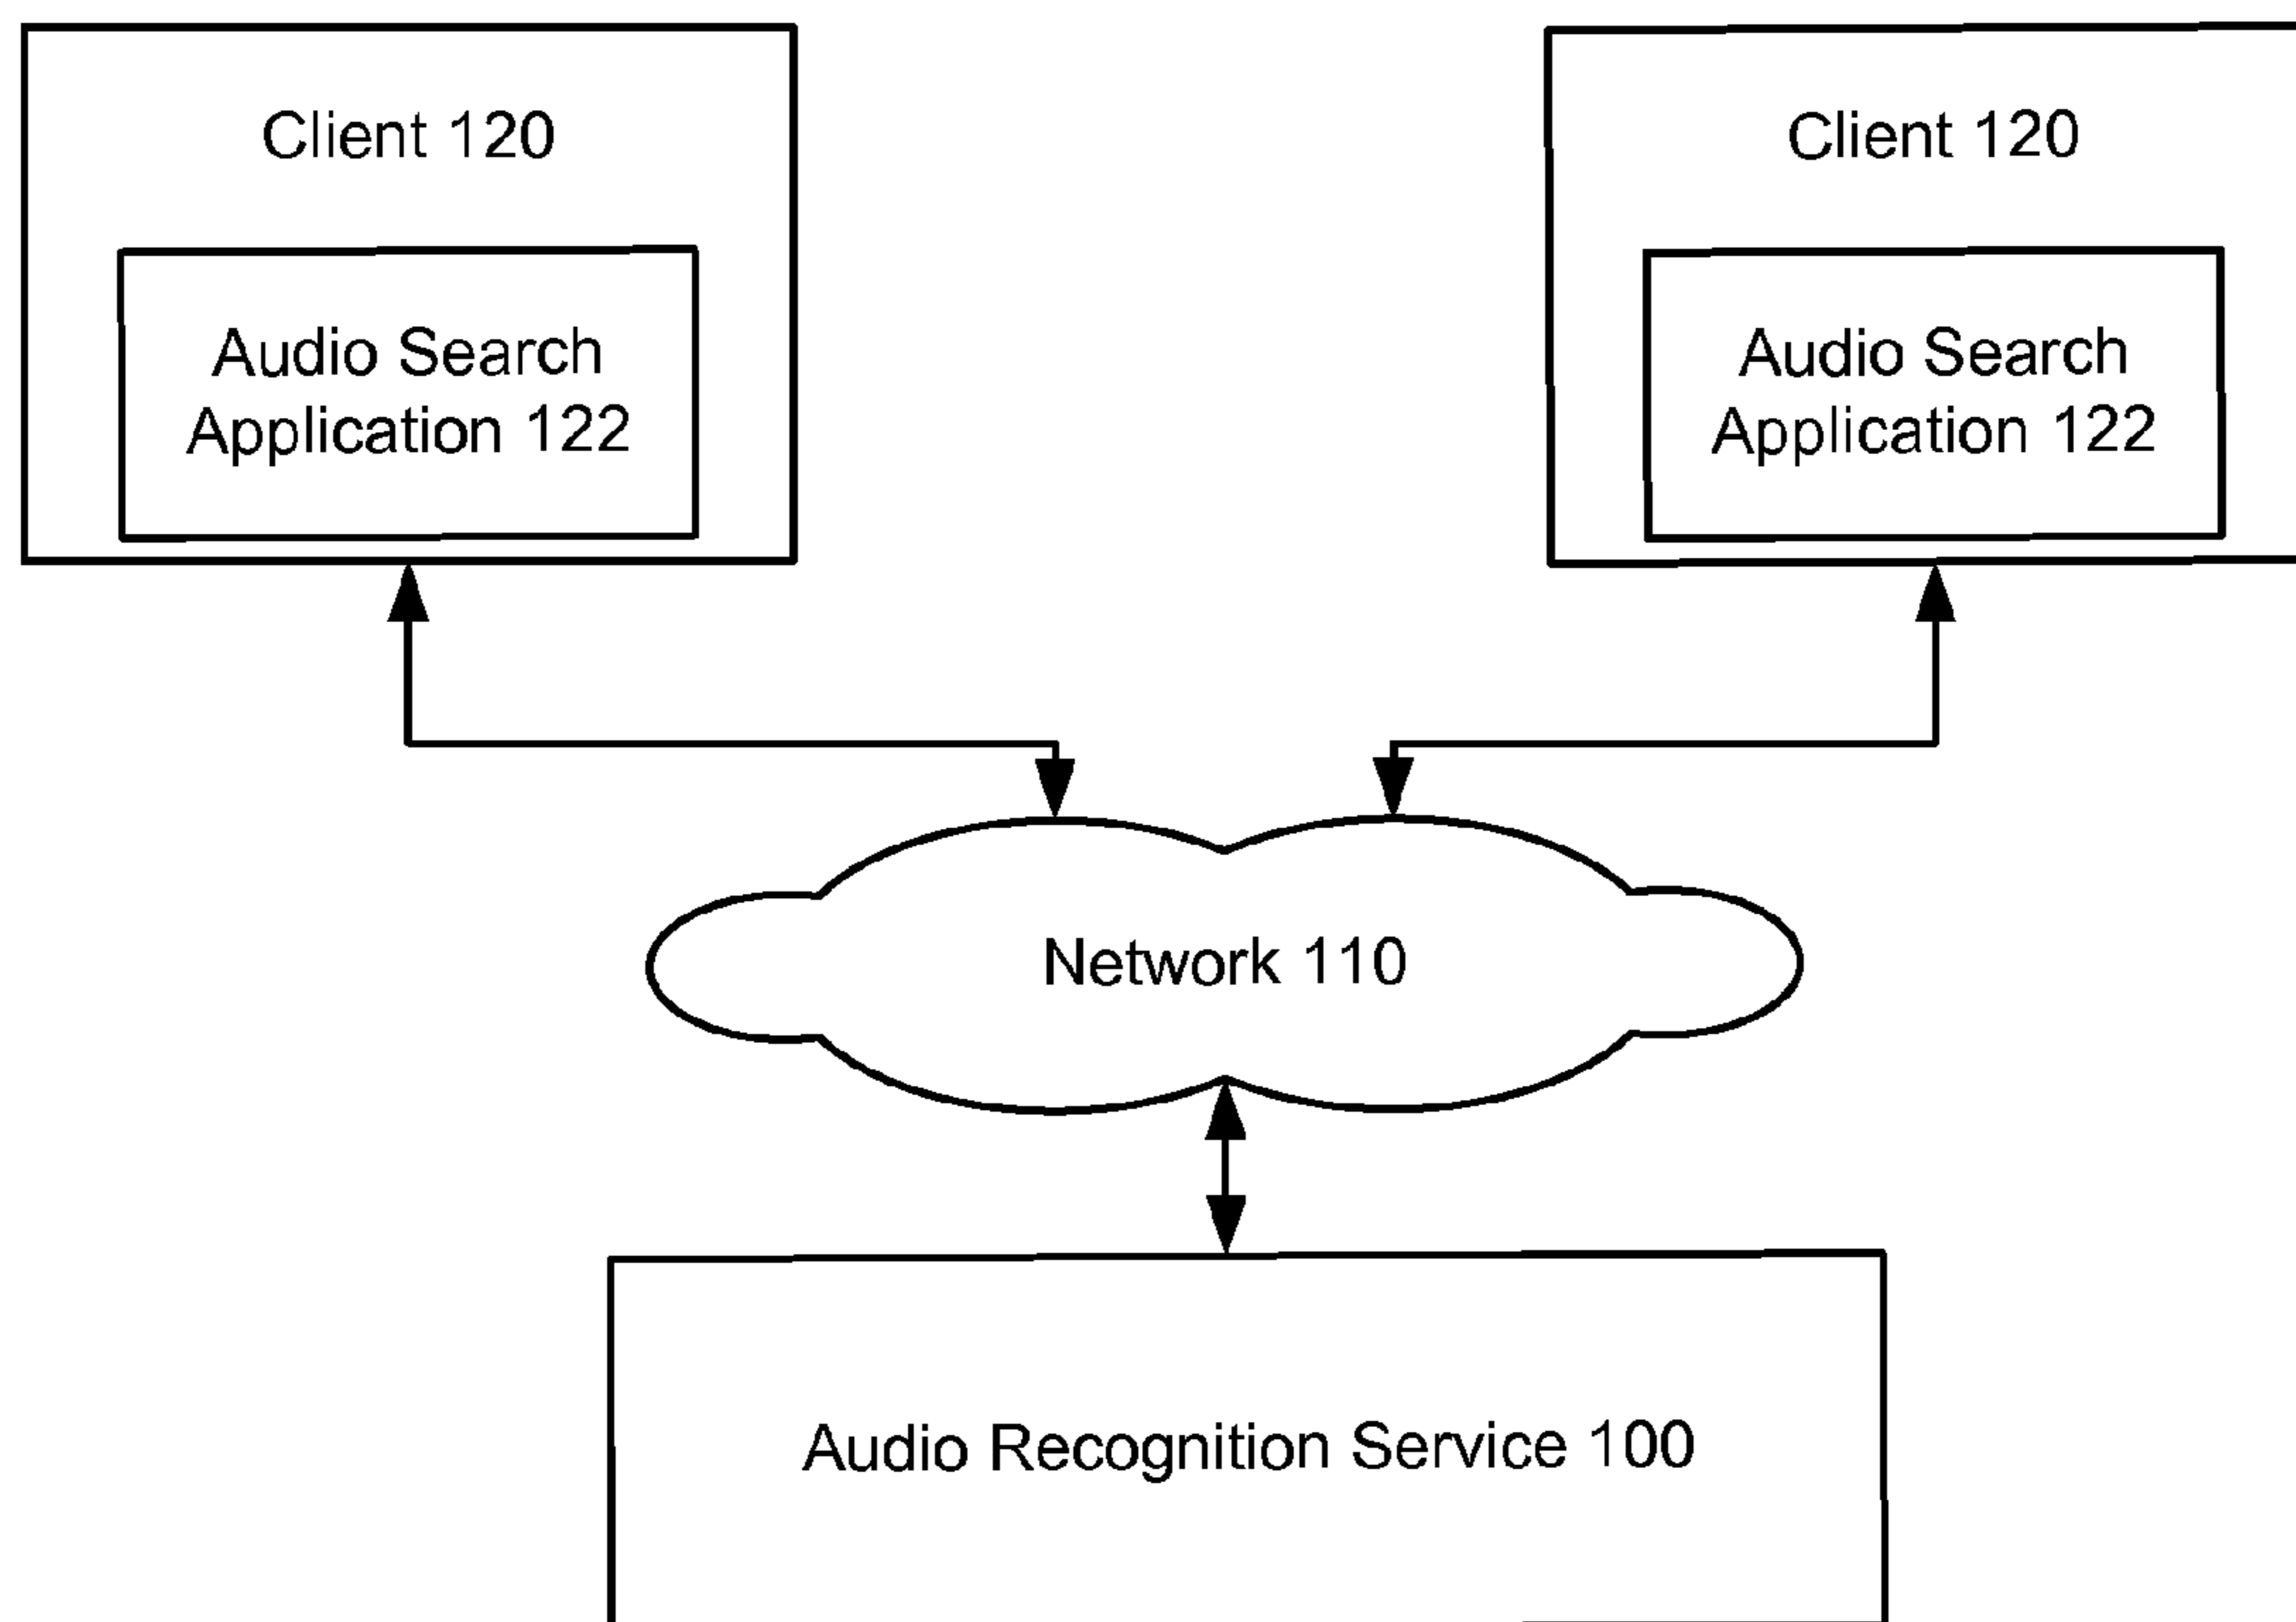 Client 120
Audio Search
Application 122
Client 120
Audio Search
Application 122
Network 110
Audio Recognition Service 100